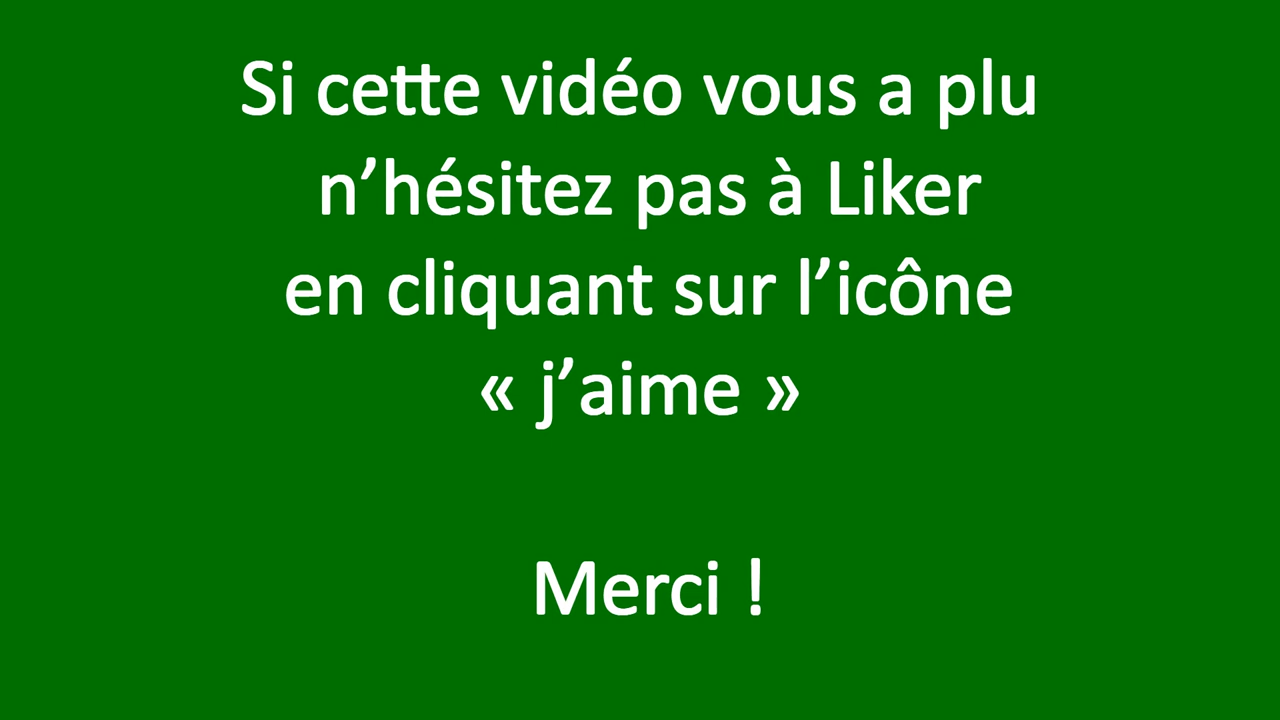 Si cette vidéo vous a plu
n’hésitez pas à Liker
en cliquant sur l’icône
« j’aime »
Merci !